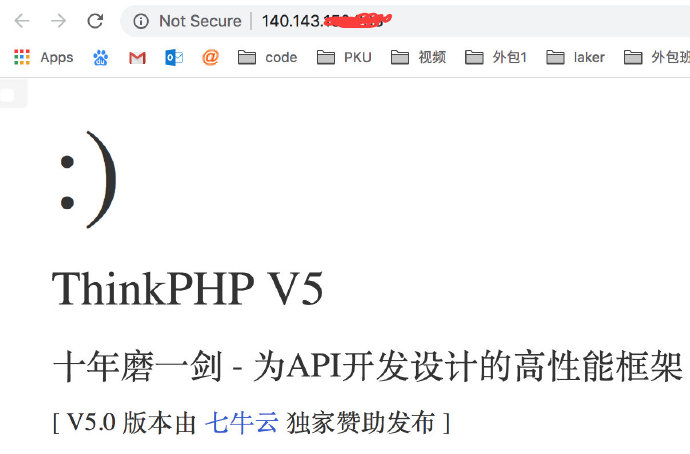 Not Secure | 140.143.
Apps code PKU 视频 外包1 laker 外包班
:)
ThinkPHP V5
十年磨一剑 - 为API开发设计的高性能框架
[ V5.0 版本由 七牛云 独家赞助发布 ]